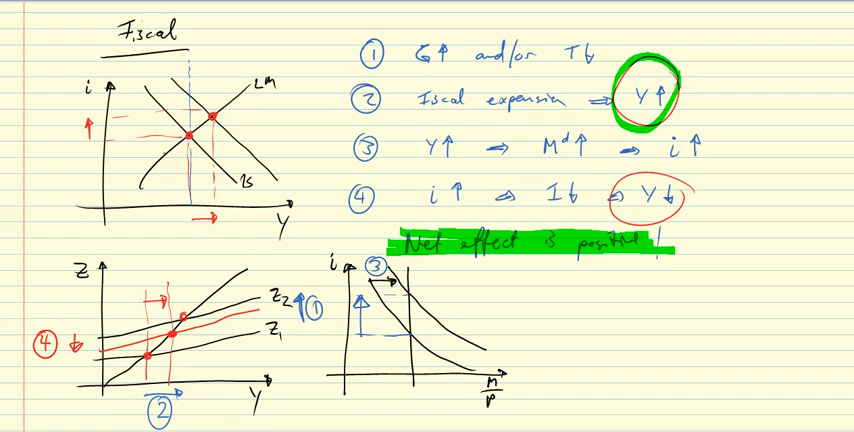 Fiscal
① G↑ and/or T↓
② Fiscal expension ⇒ Y↑
③ Y↑ ⇒ Mᵈ↑ ⇒ i↑
④ i↑ ⇒ I↓ ⇒ Y↓
Net effect is positive!
i ↑ LM
IS
Y
Z Z₂ ↑①
Z₁
④ ↓
② Y
i ③
M/P